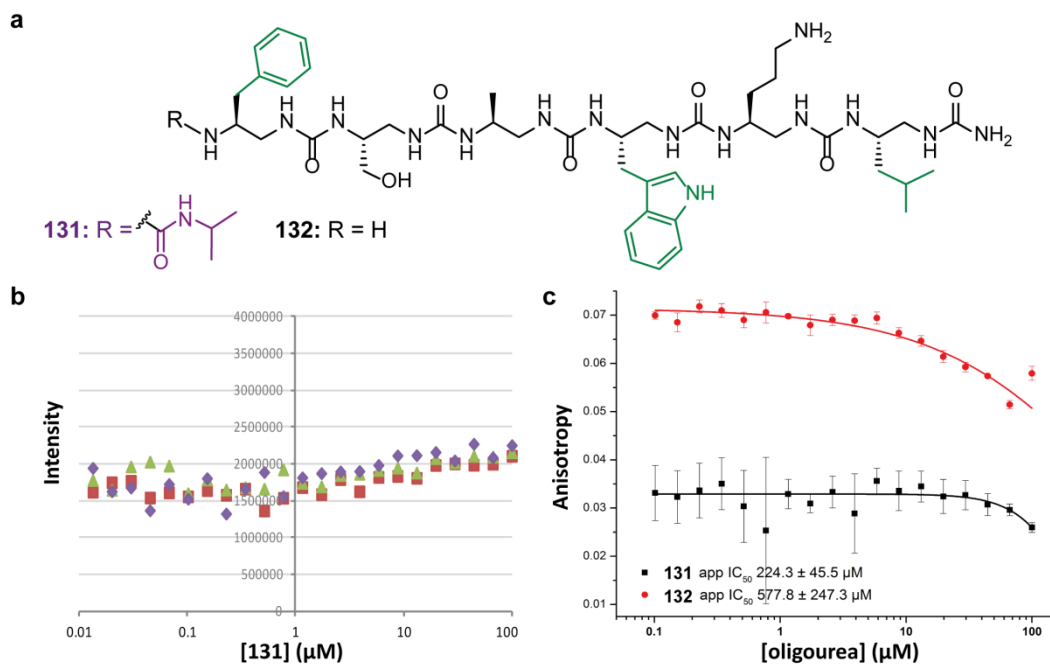 a
NH₂
R
N
H
H
N
O
H
N
N
H
O
N
H
H
N
OH
O
N
H
H
N
NH
O
N
H
H
N
O
N
H
H
N
O
NH₂
131: R =
H
N
O
132: R = H
b
Intensity
4000000
3500000
3000000
2500000
2000000
1500000
1000000
500000
0
0.01 0.1 1 10 100
[131] (µM)
c
Anisotropy
0.07
0.06
0.05
0.04
0.03
0.02
0.01
131 app IC₅₀ 224.3 ± 45.5 µM
132 app IC₅₀ 577.8 ± 247.3 µM
0.1 1 10 100
[oligourea] (µM)